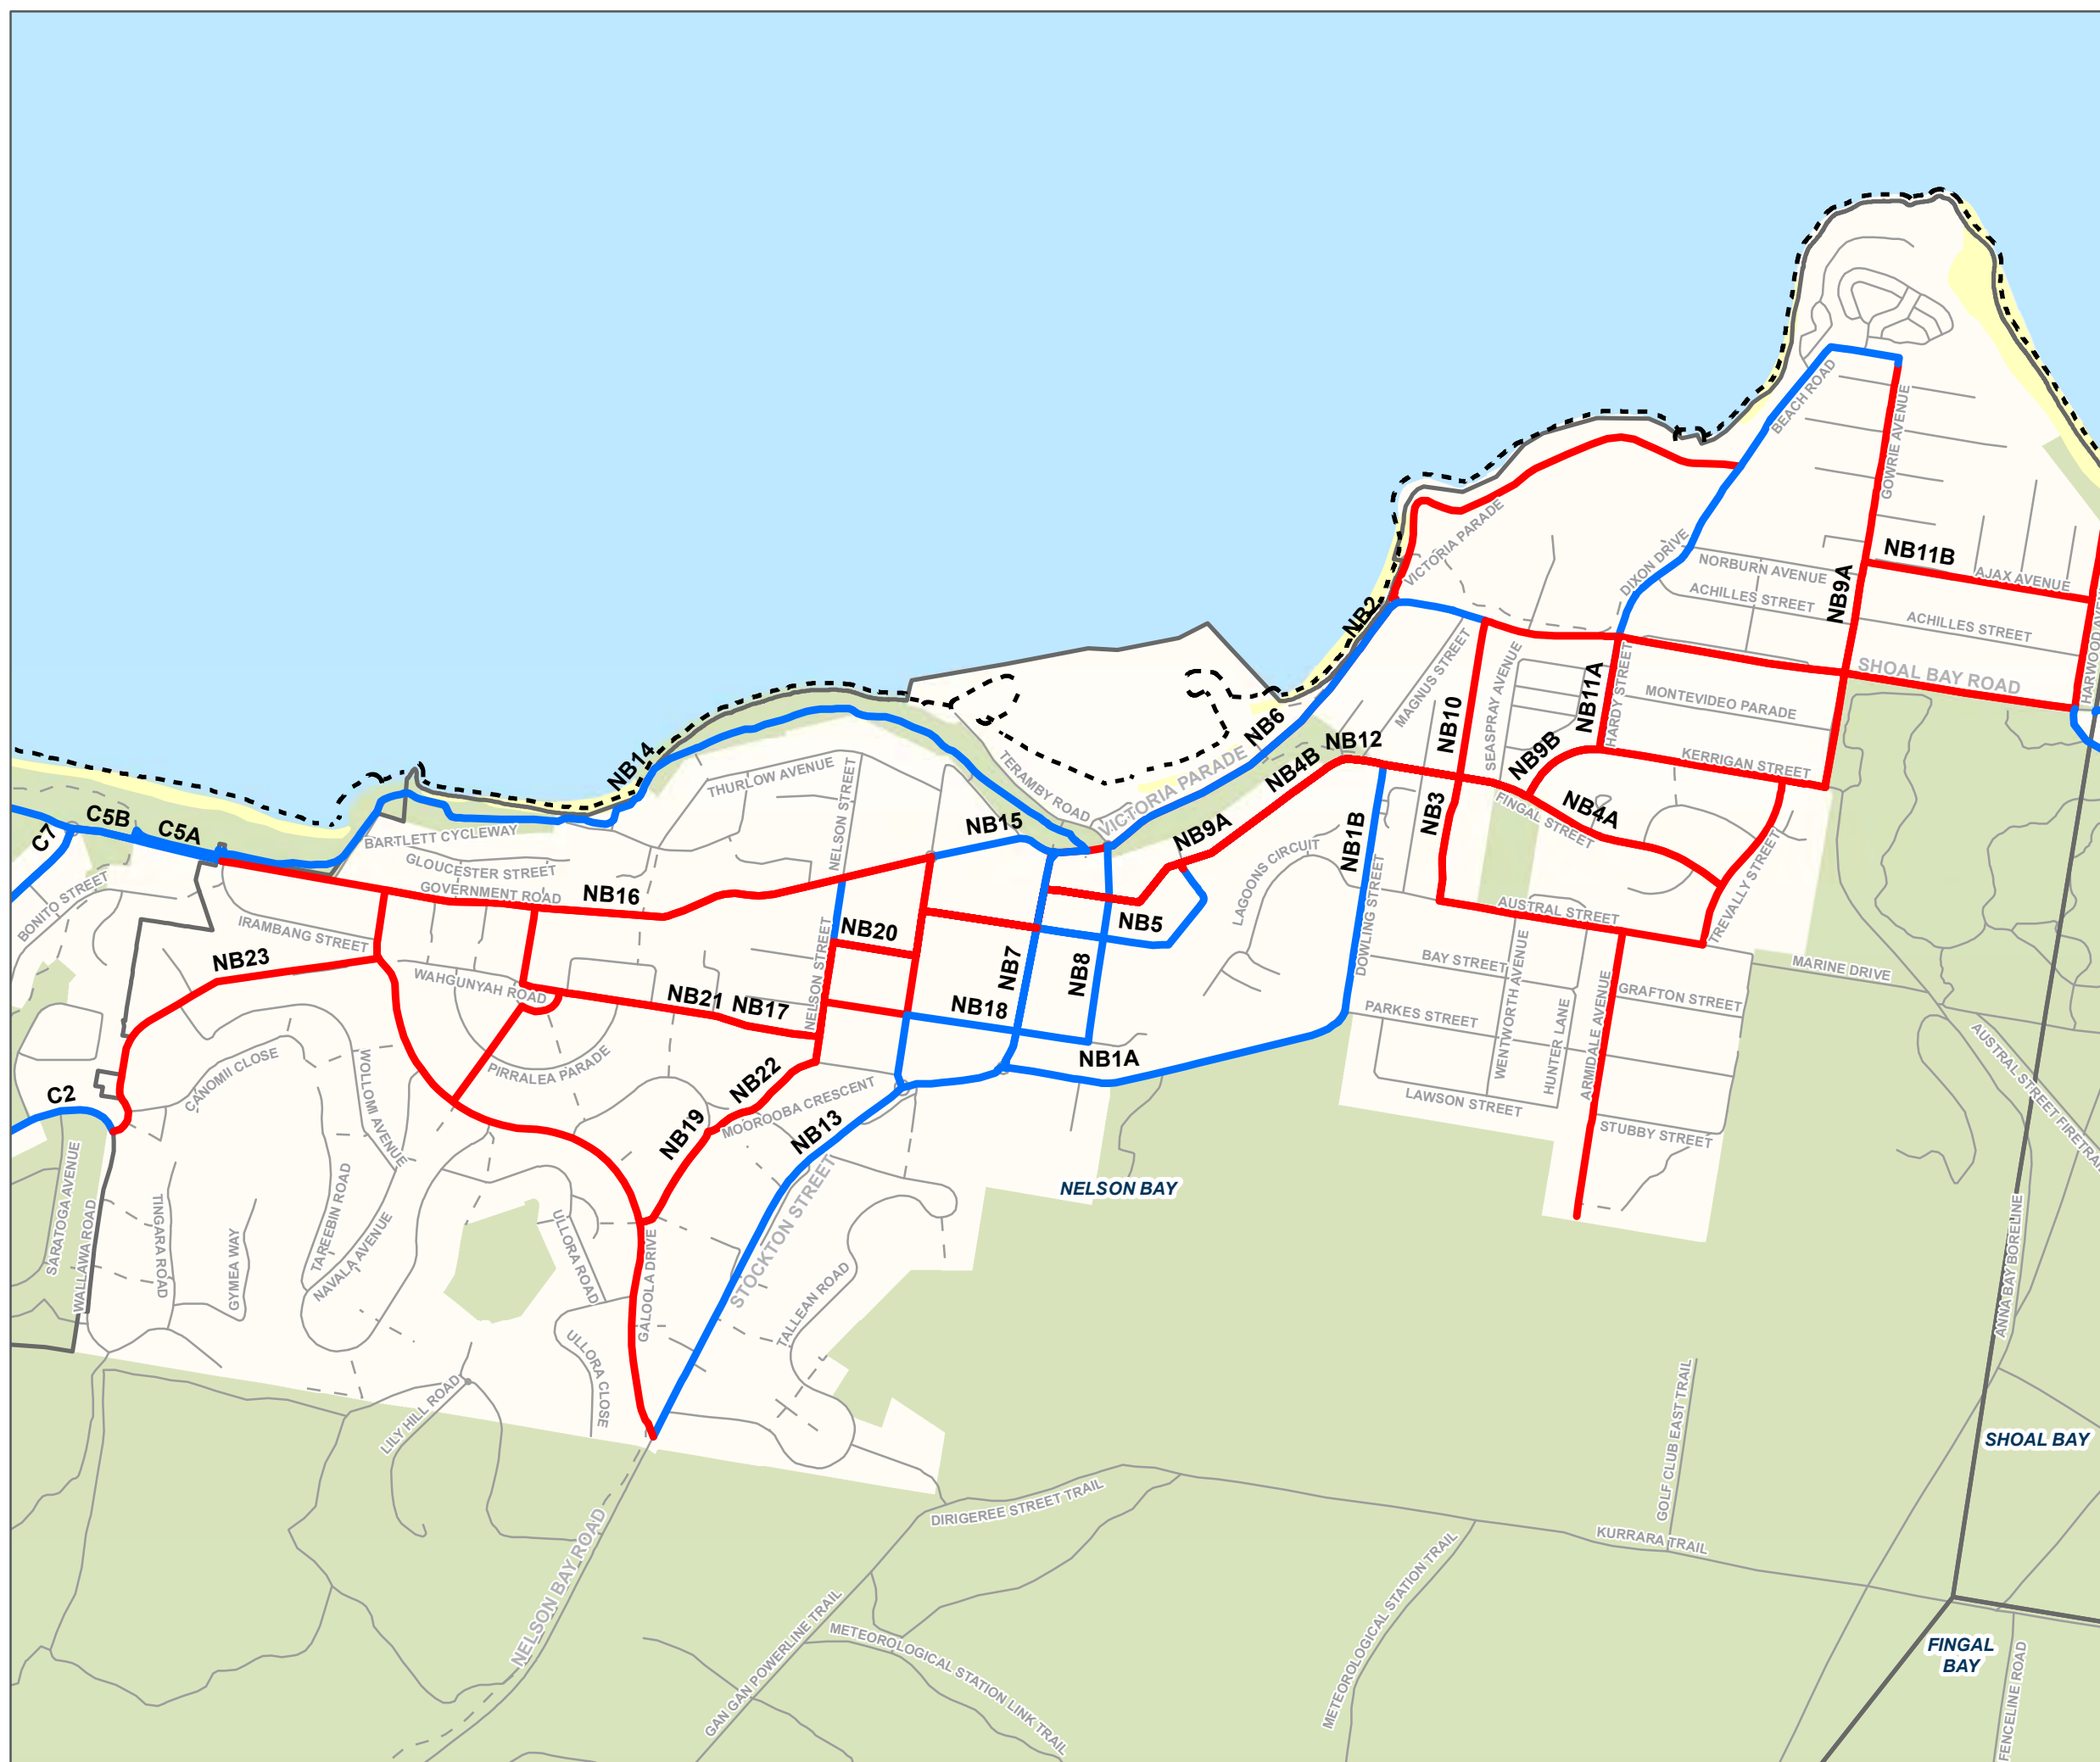 BEACH ROAD
GOWRIE AVENUE
VICTORIA PARADE
DIXON DRIVE
NORBURN AVENUE
ACHILLES STREET
NB11B
AJAX AVENUE
NB9A
ACHILLES STREET
NB2
MAGNUS STREET
SEASPRAY AVENUE
NB11A
HARDY STREET
SHOAL BAY ROAD
MONTEVIDEO PARADE
NB10
NB6
NB12
NB9B
KERRIGAN STREET
NB14
TERAMBY ROAD
VICTORIA PARADE
NB4B
THURLOW AVENUE
NELSON STREET
NB3
FINGAL STREET
NB4A
C7
C5B
C5A
BARTLETT CYCLEWAY
NB15
NB9A
NB1B
TREVALLY STREET
GLOUCESTER STREET
GOVERNMENT ROAD
NB16
LAGOONS CIRCUIT
BONITO STREET
IRAMBANG STREET
NB20
NB5
DOWLING STREET
AUSTRAL STREET
NB23
WAHGUNYAH ROAD
NELSON STREET
NB7
NB8
BAY STREET
MARINE DRIVE
NB21
NB17
NB18
PARKES STREET
WENTWORTH AVENUE
HUNTER LANE
ARMIDALE AVENUE
GRAFTON STREET
CANOMII CLOSE
WOLLOMI AVENUE
PIRRALEA PARADE
NB22
NB1A
C2
MOOROOBA CRESCENT
LAWSON STREET
STUBBY STREET
NB19
NB13
AUSTRAL STREET FIRETRAI
SARATOGA AVENUE
WALLAWA ROAD
TINGARA ROAD
GYMEA WAY
TAREEBIN ROAD
NAVALA AVENUE
ULLORA ROAD
GALOOLA DRIVE
STOCKTON STREET
NELSON BAY
TALLEAN ROAD
ANNA BAY BORELINE
ULLORA CLOSE
LILY HILL ROAD
GOLF CLUB EAST TRAIL
SHOAL BAY
DIRIGEREE STREET TRAIL
KURRARA TRAIL
NELSON BAY ROAD
METEOROLOGICAL STATION TRAIL
GAN GAN POWERLINE TRAIL
METEOROLOGICAL STATION LINK TRAIL
FINGAL
BAY
FENCELINE ROAD